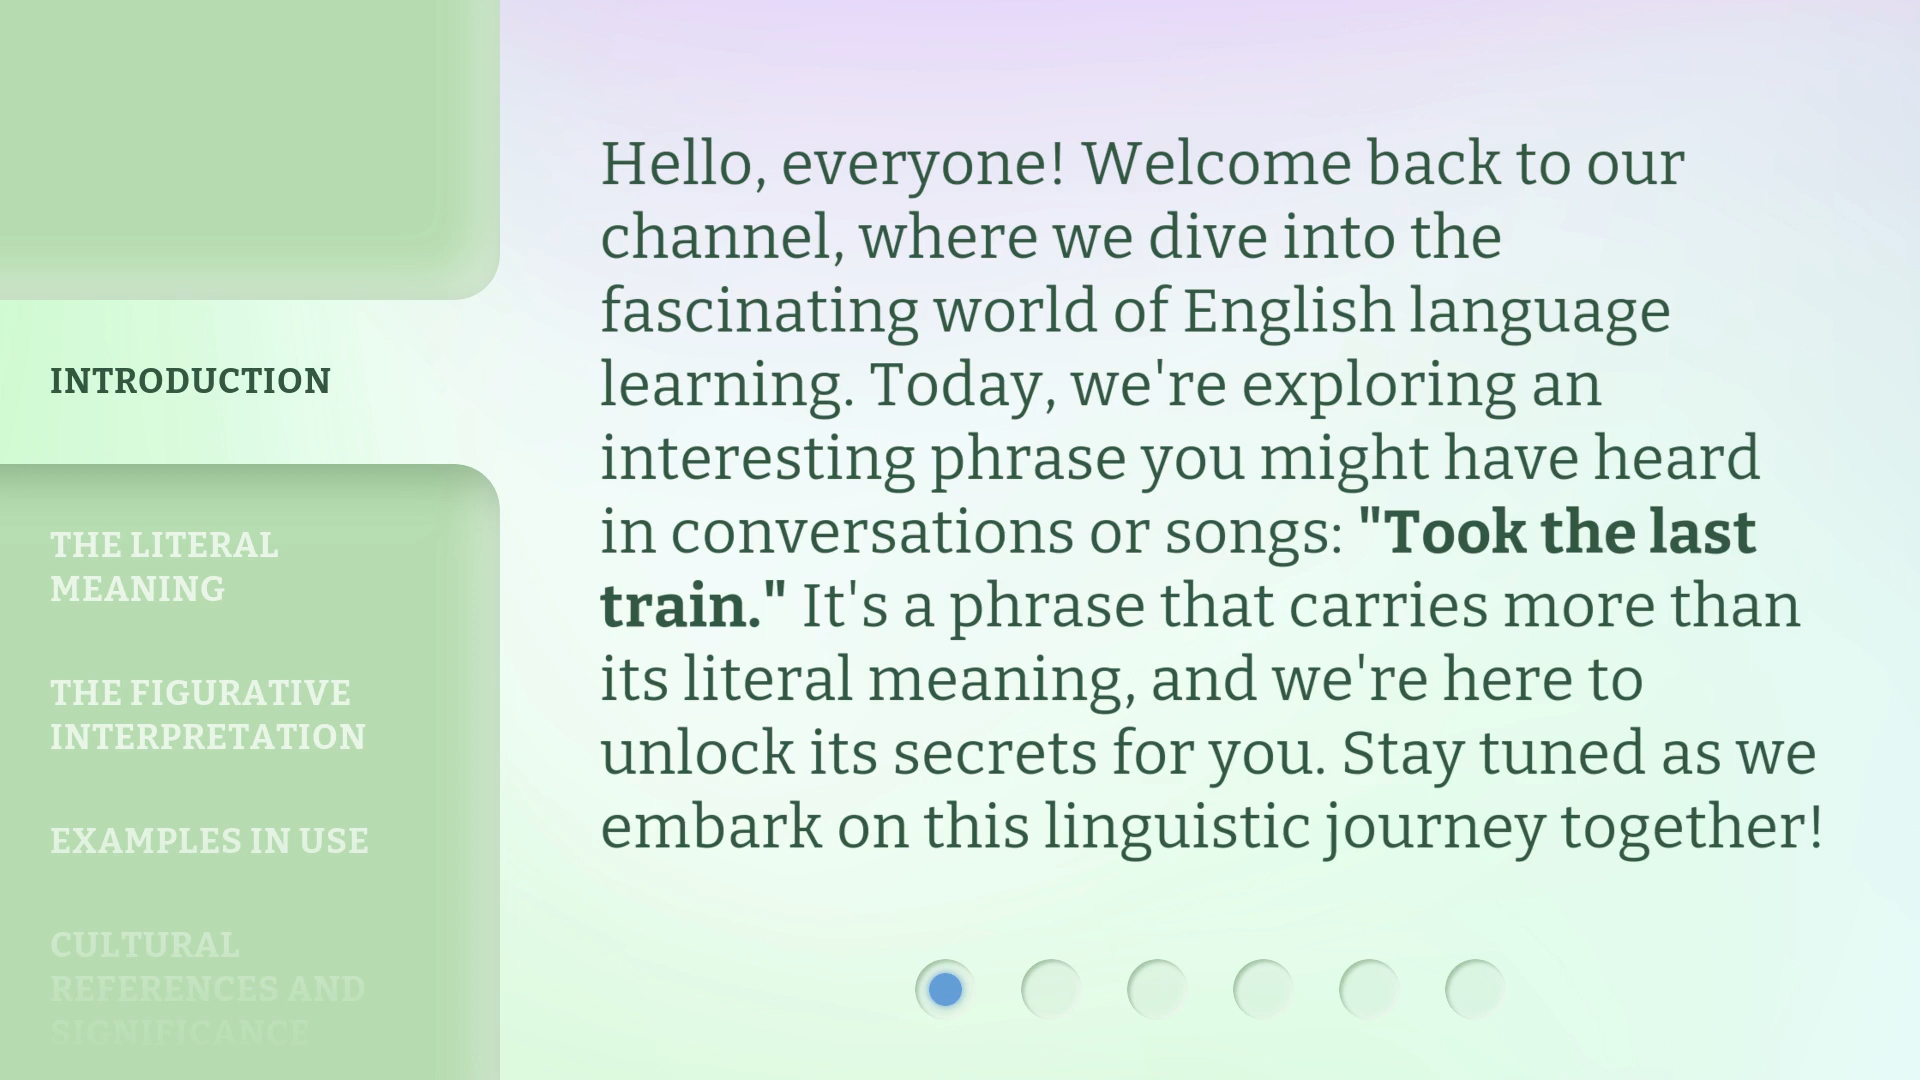 INTRODUCTION
THE LITERAL
MEANING
THE FIGURATIVE
INTERPRETATION
EXAMPLES IN USE
CULTURAL
REFERENCES AND
SIGNIFICANCE
Hello, everyone! Welcome back to our
channel, where we dive into the
fascinating world of English language
learning. Today, we're exploring an
interesting phrase you might have heard
in conversations or songs: "Took the last
train." It's a phrase that carries more than
its literal meaning, and we're here to
unlock its secrets for you. Stay tuned as we
embark on this linguistic journey together!